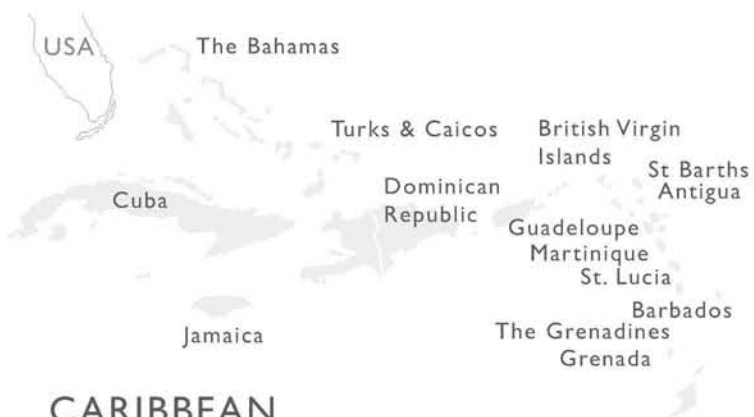 USA
The Bahamas
Turks & Caicos
British Virgin
Islands
St Barths
Antigua
Cuba
Dominican
Republic
Guadeloupe
Martinique
St. Lucia
Barbados
Jamaica
The Grenadines
Grenada
CARIBBEAN